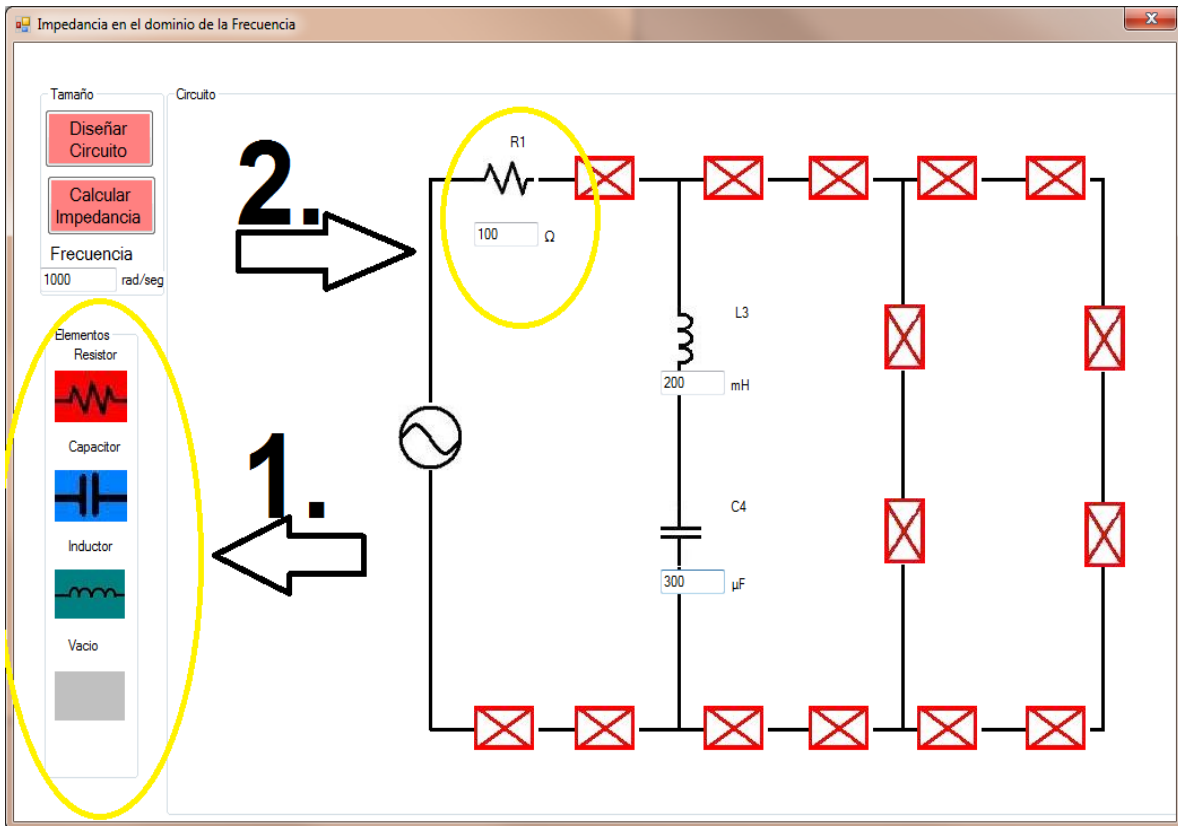 Impedancia en el dominio de la Frecuencia
x
Tamaño
Diseñar
Circuito
Calcular
Impedancia
Frecuencia
1000 rad/seg
Elementos
Resistor
Capacitor
Inductor
Vacio
Circuito
2.
R1
100 Ω
L3
200 mH
1.
C4
300 µF